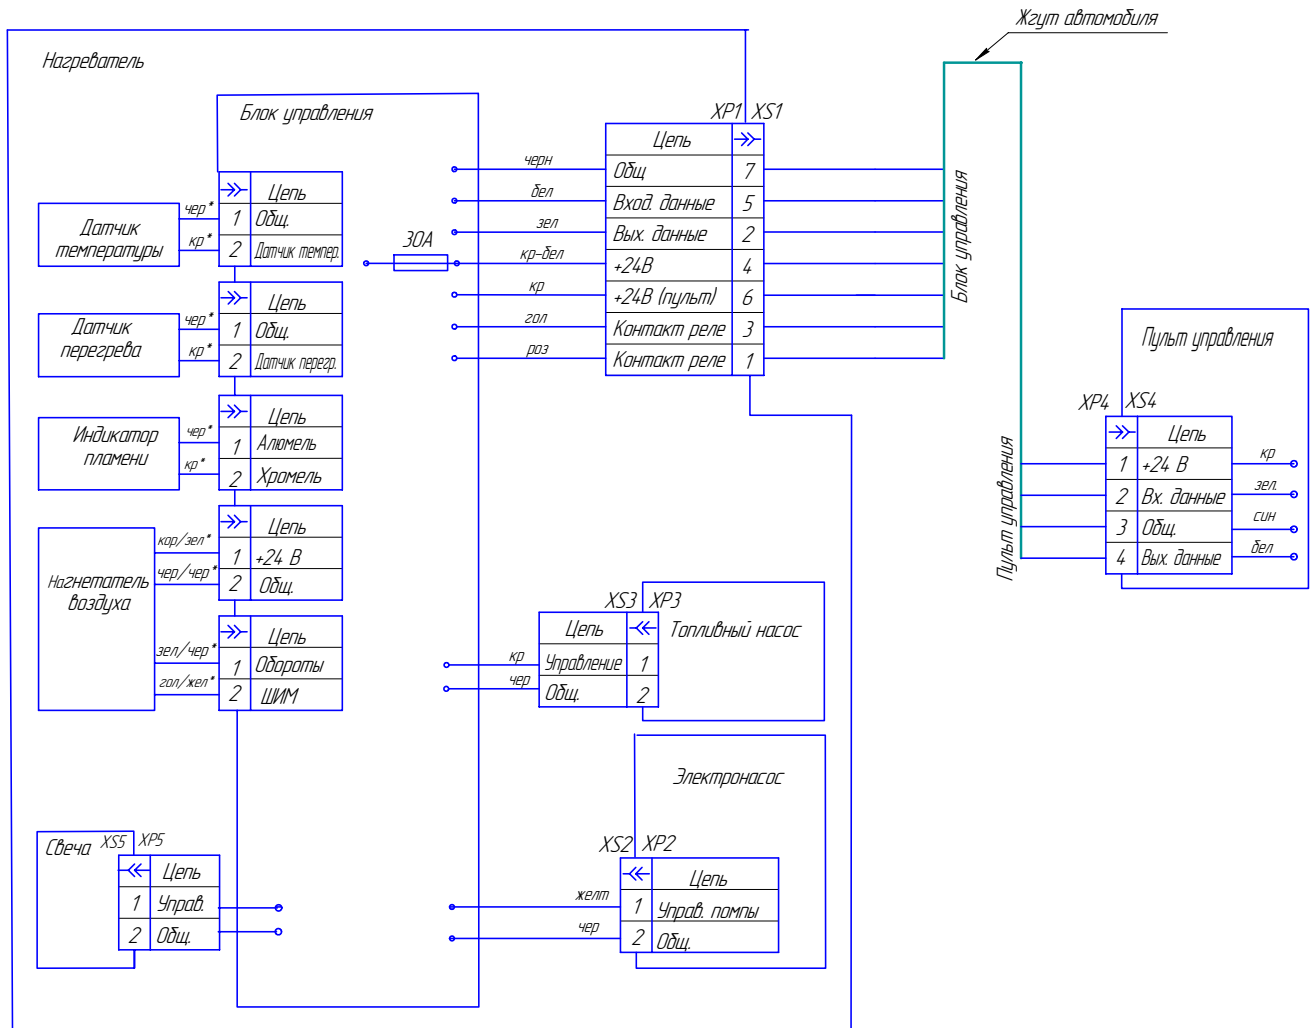 Жгут автомобиля
Нагреватель
Блок управления
XP1 XS1
Цепь
черн Общ 7
бел Вход. данные 5
зел Вых. данные 2
30А кр-бел +24В 4
кр +24В (пульт) 6
гол Контакт реле 3
роз Контакт реле 1
Блок управления
Пульт управления
Датчик
температуры
чер*
кр*
Цепь
1 Общ.
2 Датчик темпер.
Датчик
перегрева
чер*
кр*
Цепь
1 Общ.
2 Датчик перегр.
Индикатор
пламени
чер*
кр*
Цепь
1 Алюмель
2 Хромель
Нагнетатель
воздуха
кор/зел*
чер/чер*
зел/чер*
гол/жел*
Цепь
1 +24 В
2 Общ.
Цепь
1 Обороты
2 ШИМ
Пульт управления
XP4 XS4
Цепь
1 +24 В кр
2 Вх. данные зел.
3 Общ. син
4 Вых. данные бел
XS3 XP3
Цепь
Топливный насос
кр Управление 1
чер Общ. 2
Электронасос
XS2 XP2
Цепь
желт 1 Управ. помпы
чер 2 Общ.
Свеча
XS5 XP5
Цепь
1 Управ.
2 Общ.